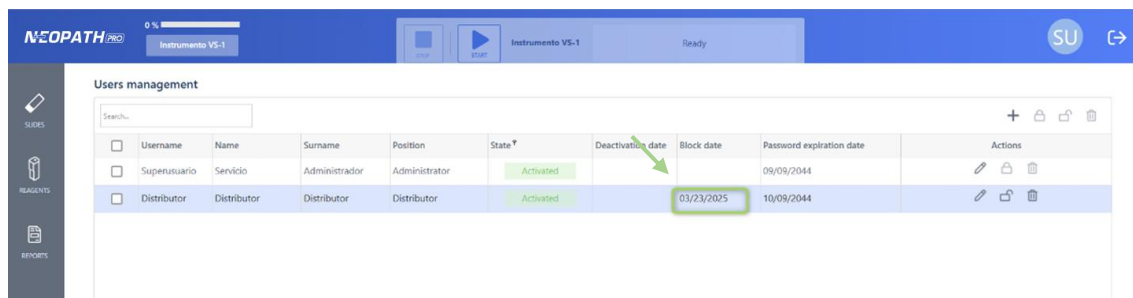 NEOPATH PRO
0 %
Instrumento VS-1
STOP
START
Instrumento VS-1
Ready
SU
SLIDES
REAGENTS
REPORTS
Users management
Search...
Username Name Surname Position State Deactivation date Block date Password expiration date Actions
Superusuario Servicio Administrador Administrator Activated 09/09/2044
Distributor Distributor Distributor Distributor Activated 03/23/2025 10/09/2044